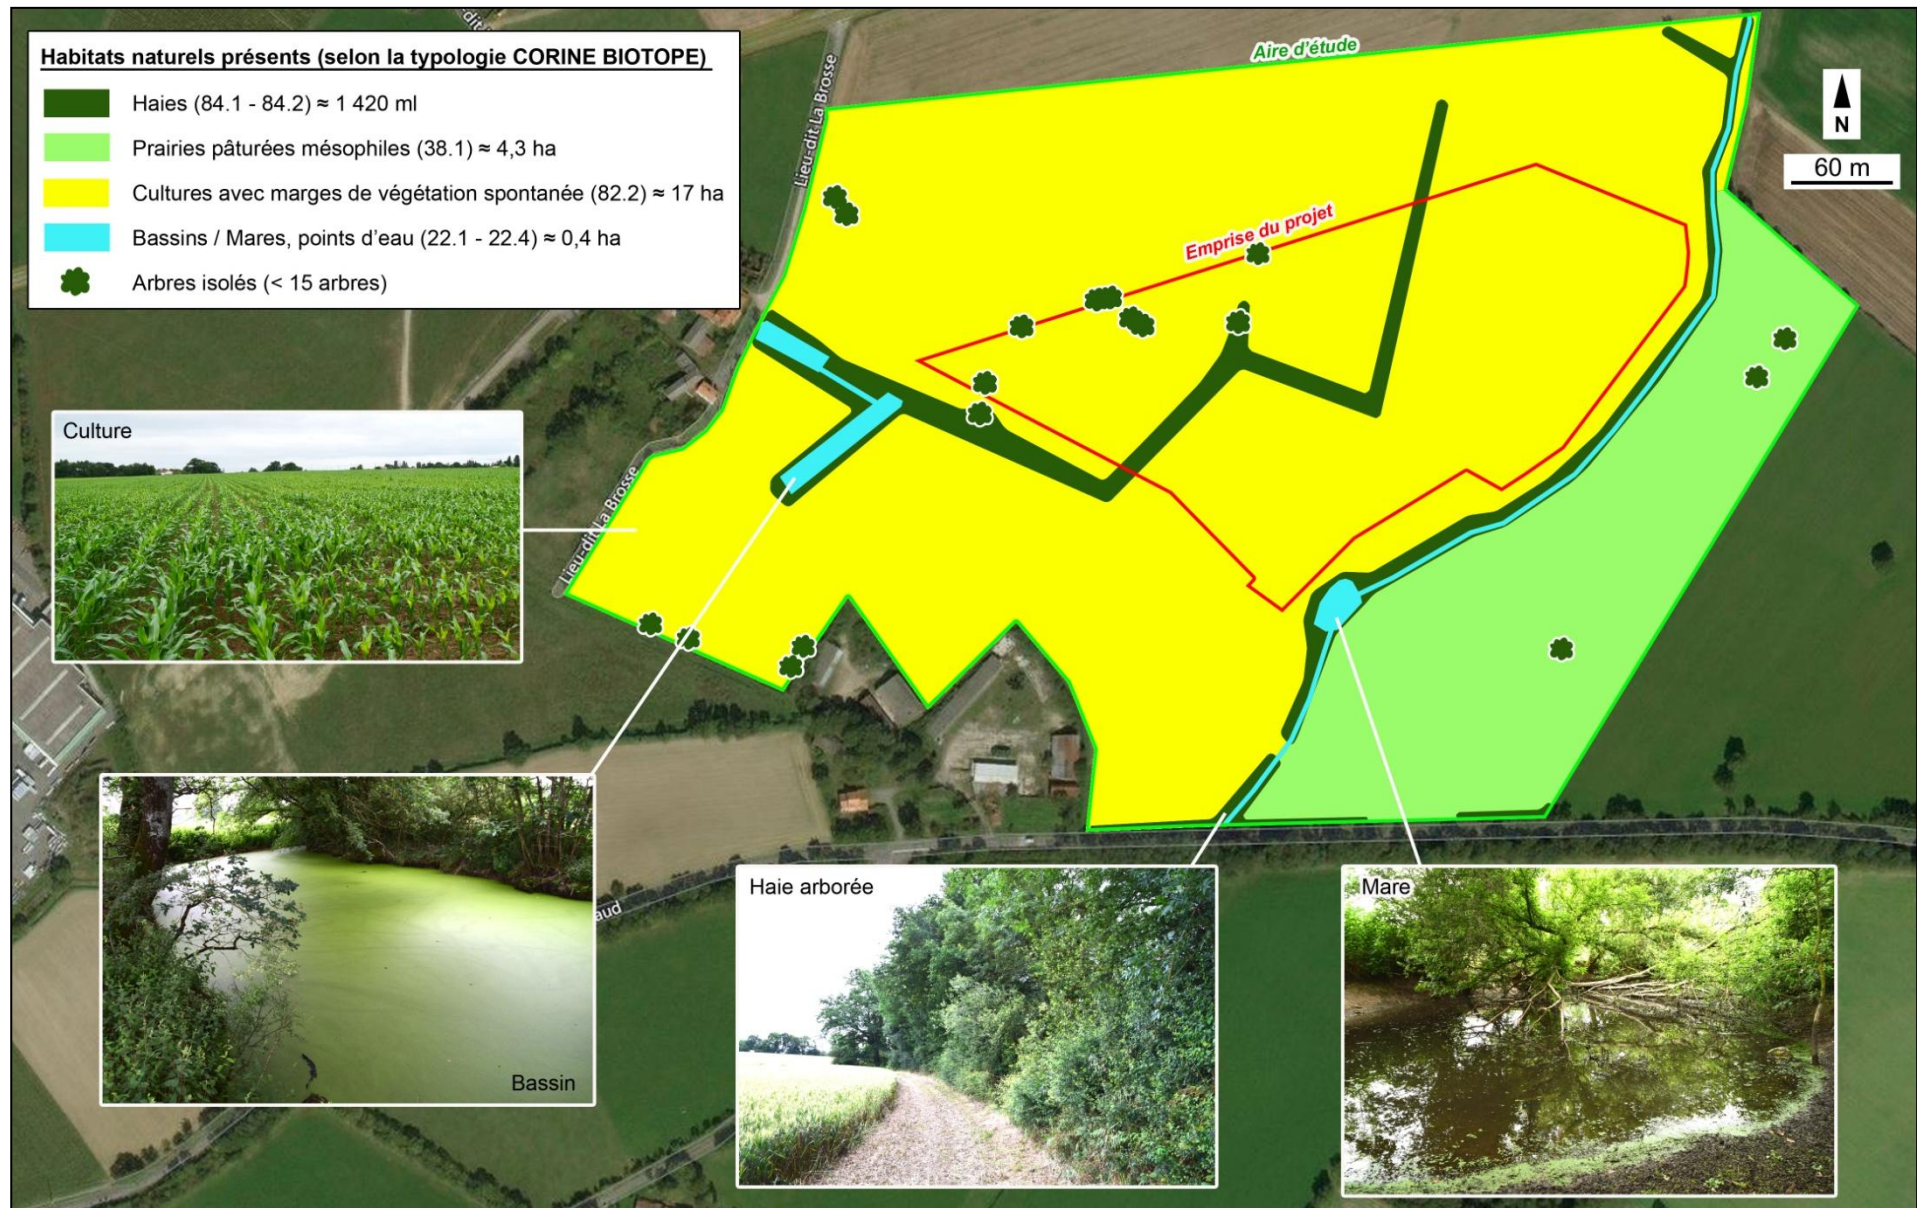 Habitats naturels présents (selon la typologie CORINE BIOTOPE)
Haies (84.1 - 84.2) ≈ 1 420 ml
Prairies pâturées mésophiles (38.1) ≈ 4,3 ha
Cultures avec marges de végétation spontanée (82.2) ≈ 17 ha
Bassins / Mares, points d'eau (22.1 - 22.4) ≈ 0,4 ha
Arbres isolés (< 15 arbres)
Aire d'étude
N
60 m
Lieu-dit La Brosse
Emprise du projet
Culture
Lieu-dit La Brosse
Bassin
aud
Haie arborée
Mare